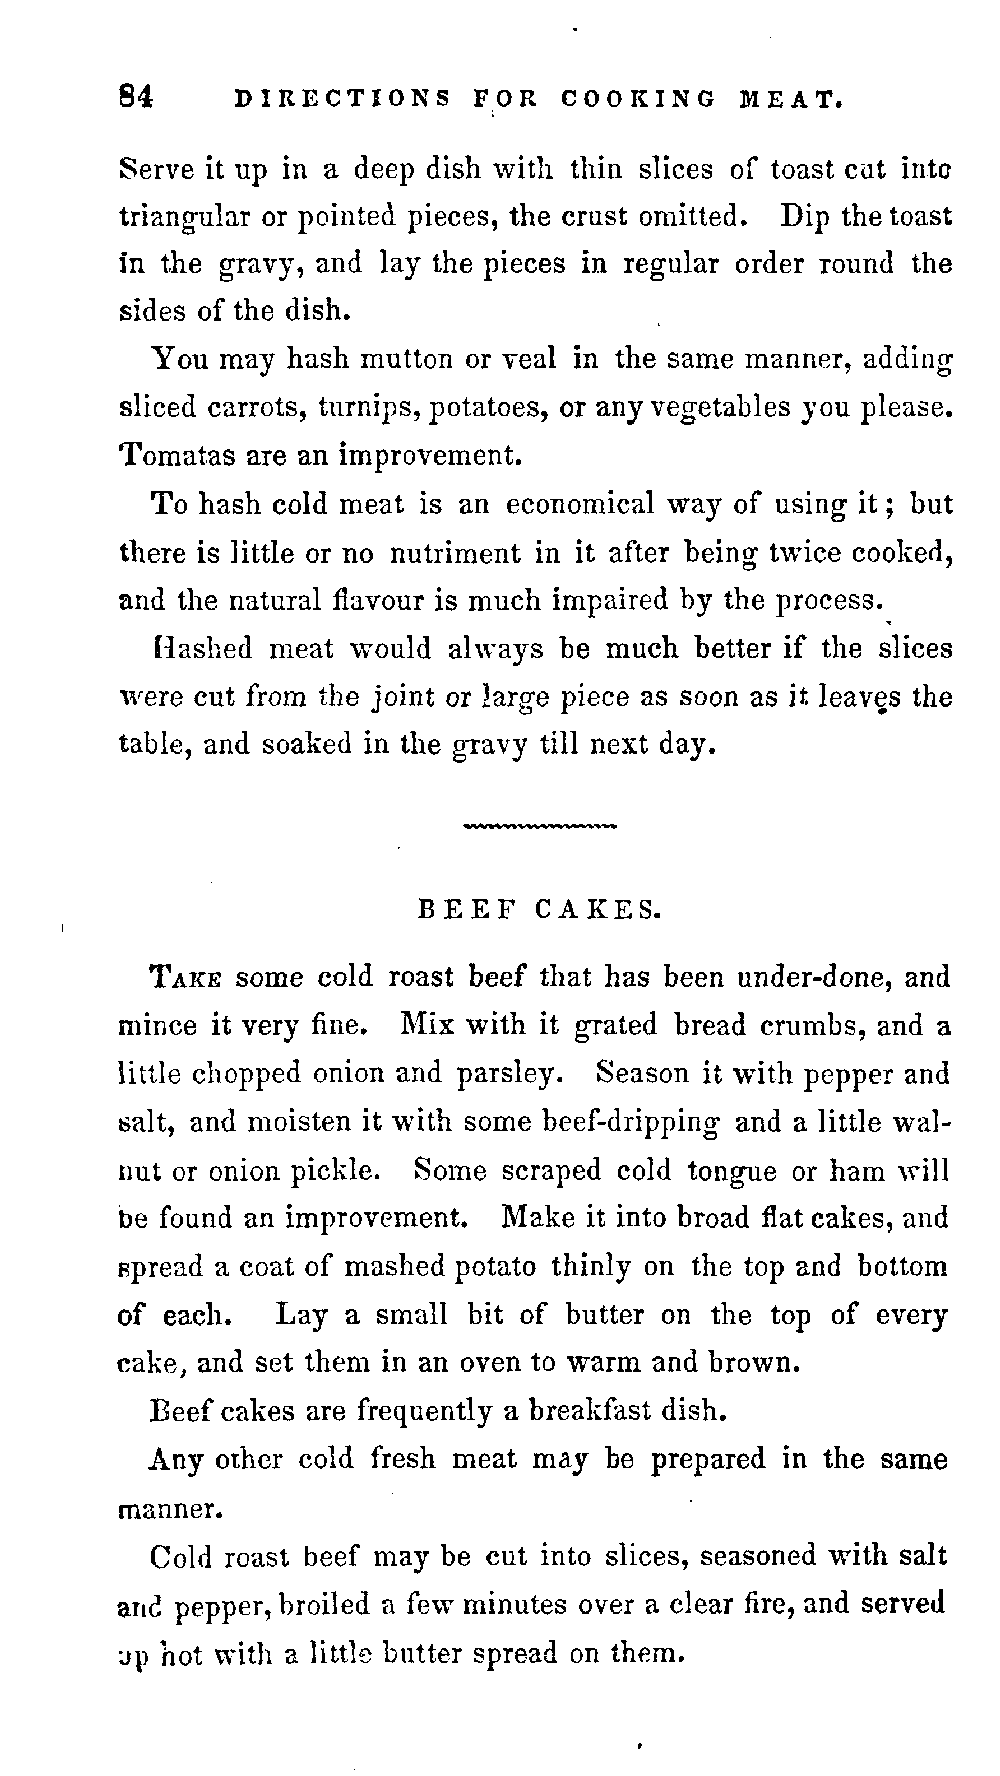 84 DIRECTIONS FOR COOKING MEAT.
Serve it up in a deep dish with thin slices of toast cut into
triangular or pointed pieces, the crust omitted. Dip the toast
in the gravy, and lay the pieces in regular order round the
sides of the dish.
You may hash mutton or veal in the same manner, adding
sliced carrots, turnips, potatoes, or any vegetables you please.
Tomatas are an improvement.
To hash cold meat is an economical way of using it; but
there is little or no nutriment in it after being twice cooked,
and the natural flavour is much impaired by the process.
Hashed meat would always be much better if the slices
were cut from the joint or large piece as soon as it leaves the
table, and soaked in the gravy till next day.
BEEF CAKES.
TAKE some cold roast beef that has been under-done, and
mince it very fine. Mix with it grated bread crumbs, and a
little chopped onion and parsley. Season it with pepper and
salt, and moisten it with some beef-dripping and a little wal-
nut or onion pickle. Some scraped cold tongue or ham will
be found an improvement. Make it into broad flat cakes, and
spread a coat of mashed potato thinly on the top and bottom
of each. Lay a small bit of butter on the top of every
cake, and set them in an oven to warm and brown.
Beef cakes are frequently a breakfast dish.
Any other cold fresh meat may be prepared in the same
manner.
Cold roast beef may be cut into slices, seasoned with salt
and pepper, broiled a few minutes over a clear fire, and served
up hot with a little butter spread on them.